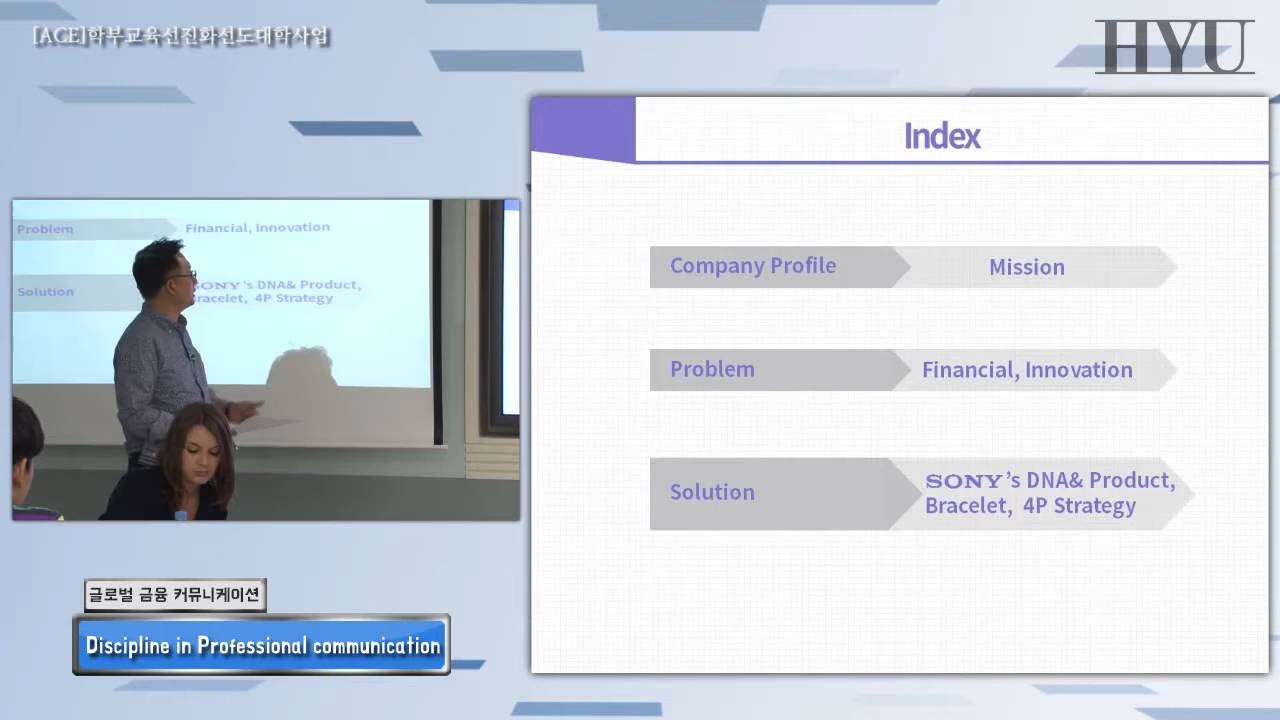 [ACE]학부교육선진화선도대학사업
HYU
Index
Company Profile
Mission
Problem
Financial, Innovation
Solution
SONY's DNA& Product,
Bracelet, 4P Strategy
Problem
Financial, Innovation
Solution
SONY's DNA& Product,
Bracelet, 4P Strategy
글로벌 금융 커뮤니케이션
Discipline in Professional communication